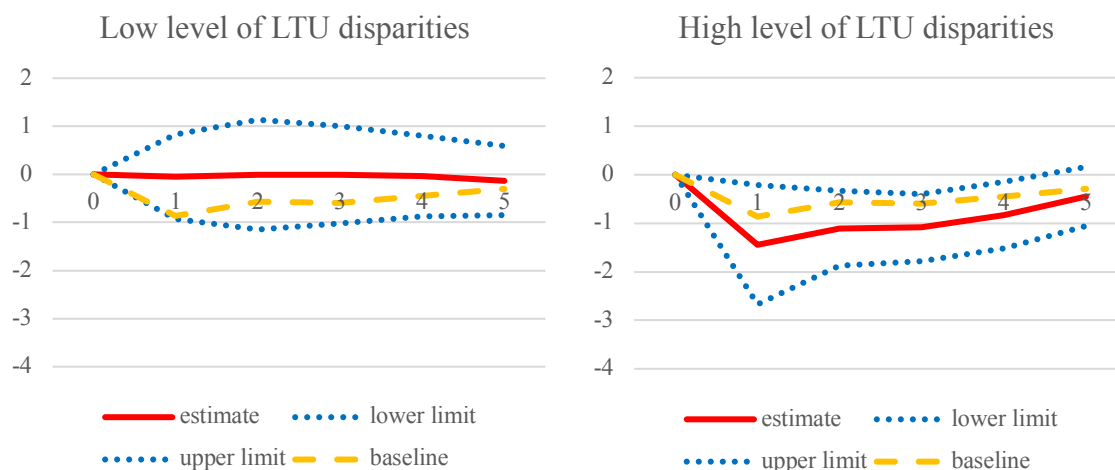 Low level of LTU disparities
2
1
0
-1
-2
-3
-4
0 1 2 3 4 5
estimate lower limit
upper limit baseline
High level of LTU disparities
2
1
0
-1
-2
-3
-4
0 1 2 3 4 5
estimate lower limit
upper limit baseline